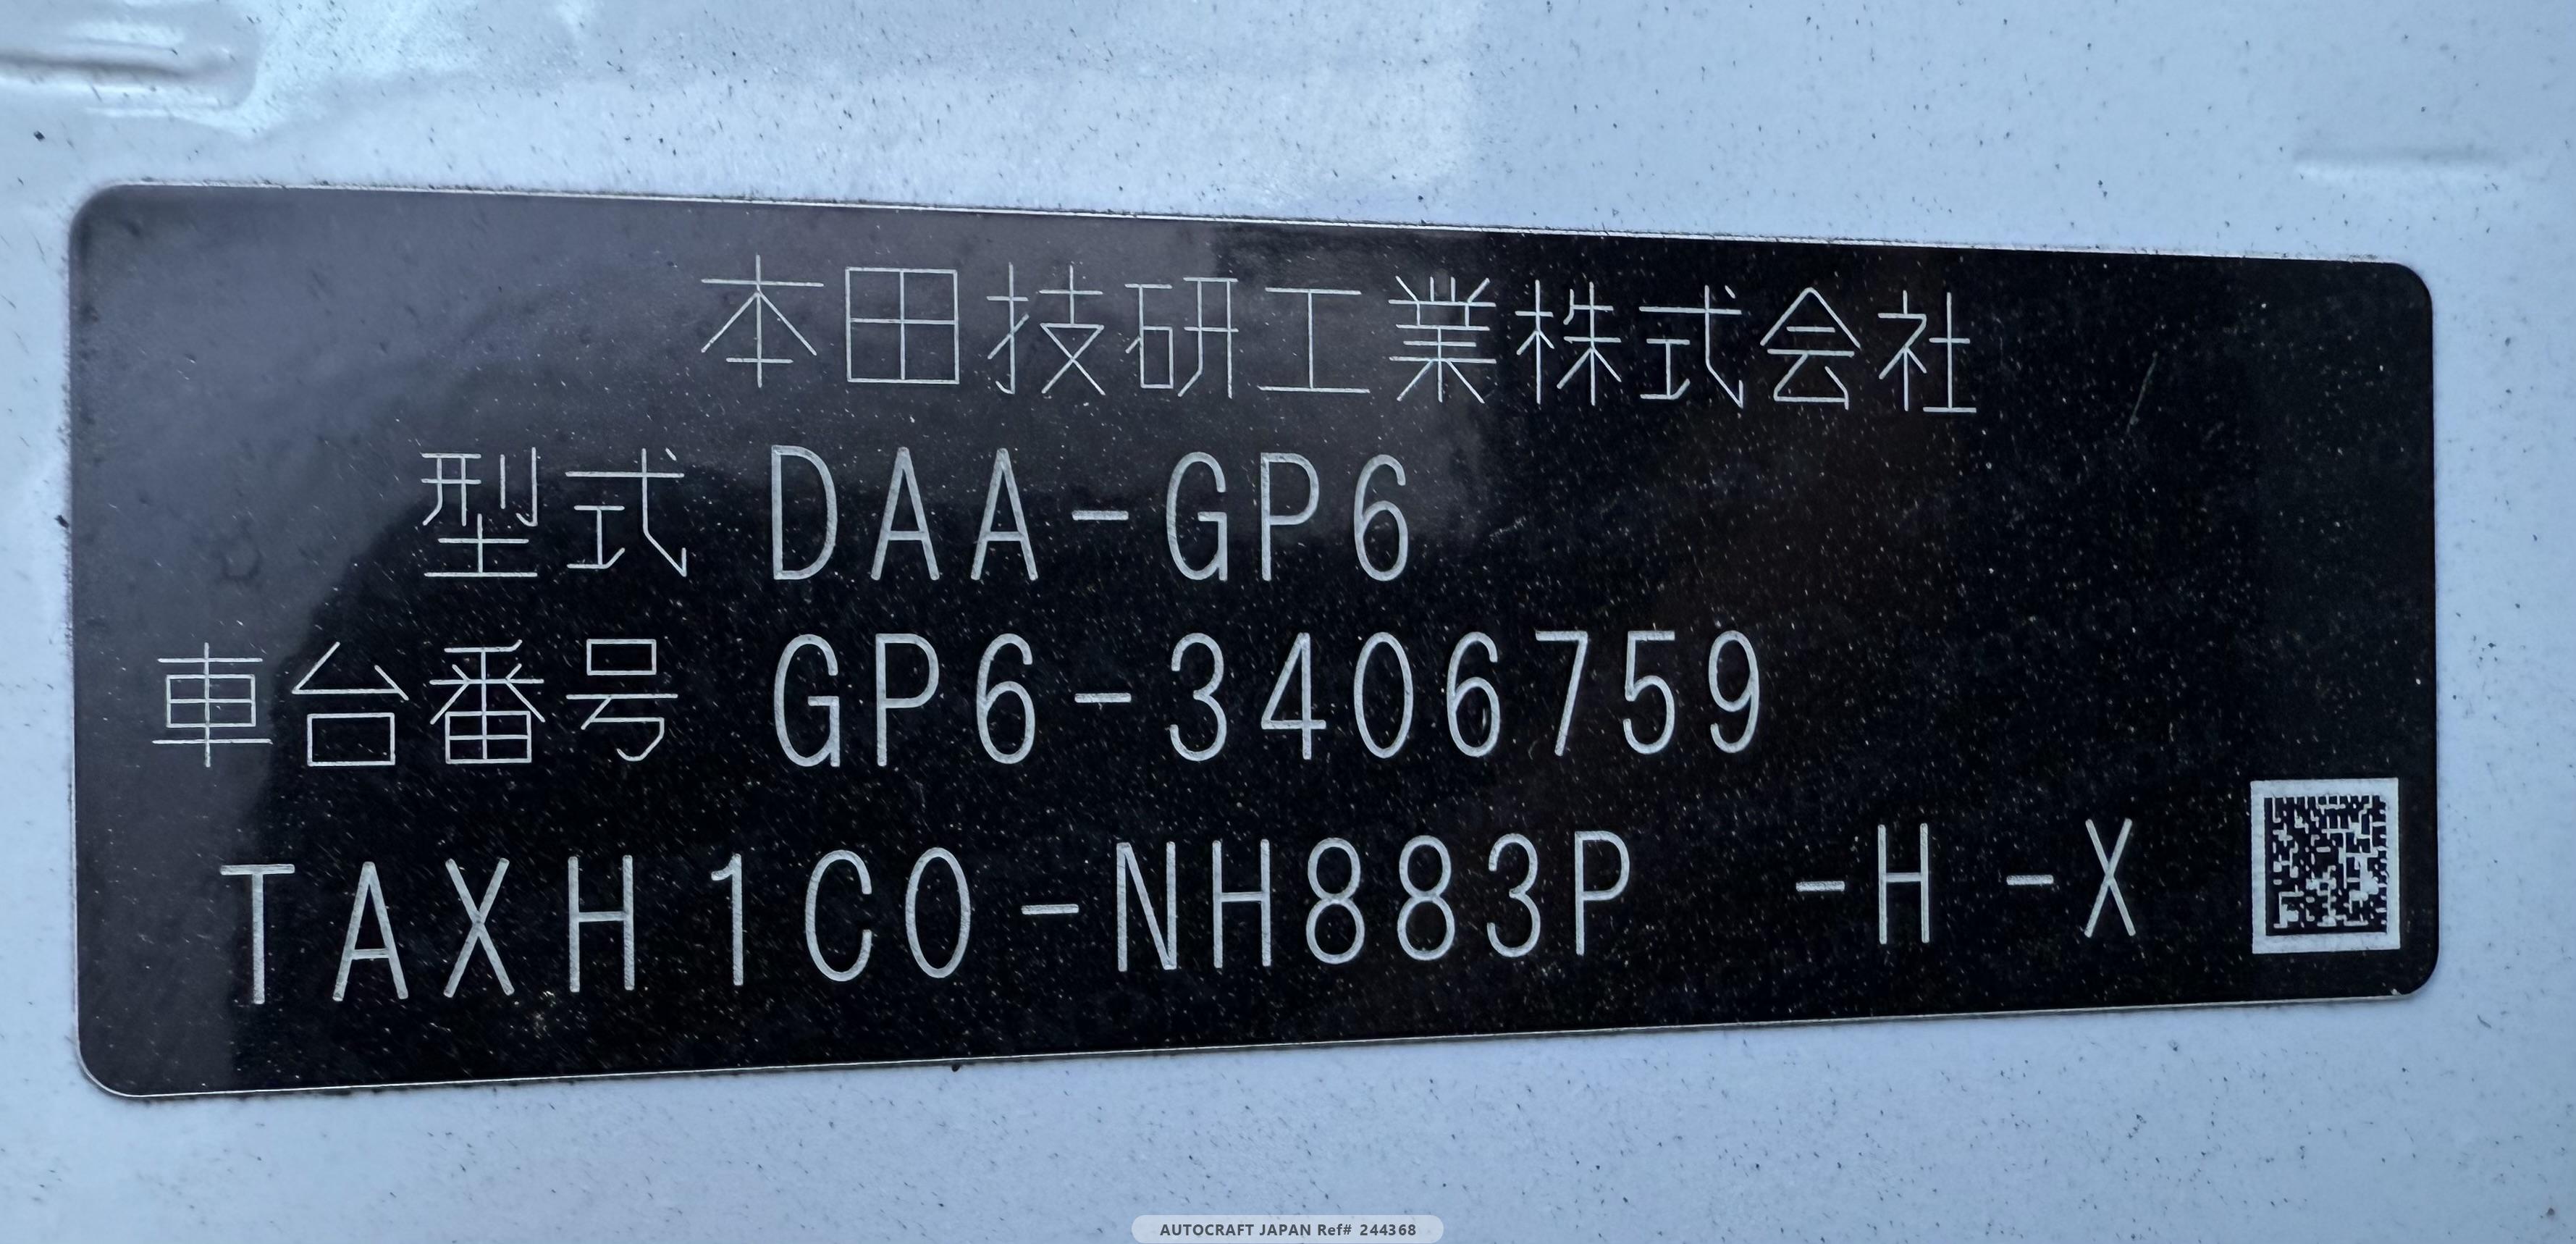 本田技研工業株式会社
型式 DAA-GP6
車台番号 GP6-3406759
TAXH1C0-NH883P -H -X
AUTOCRAFT JAPAN Ref# 244368